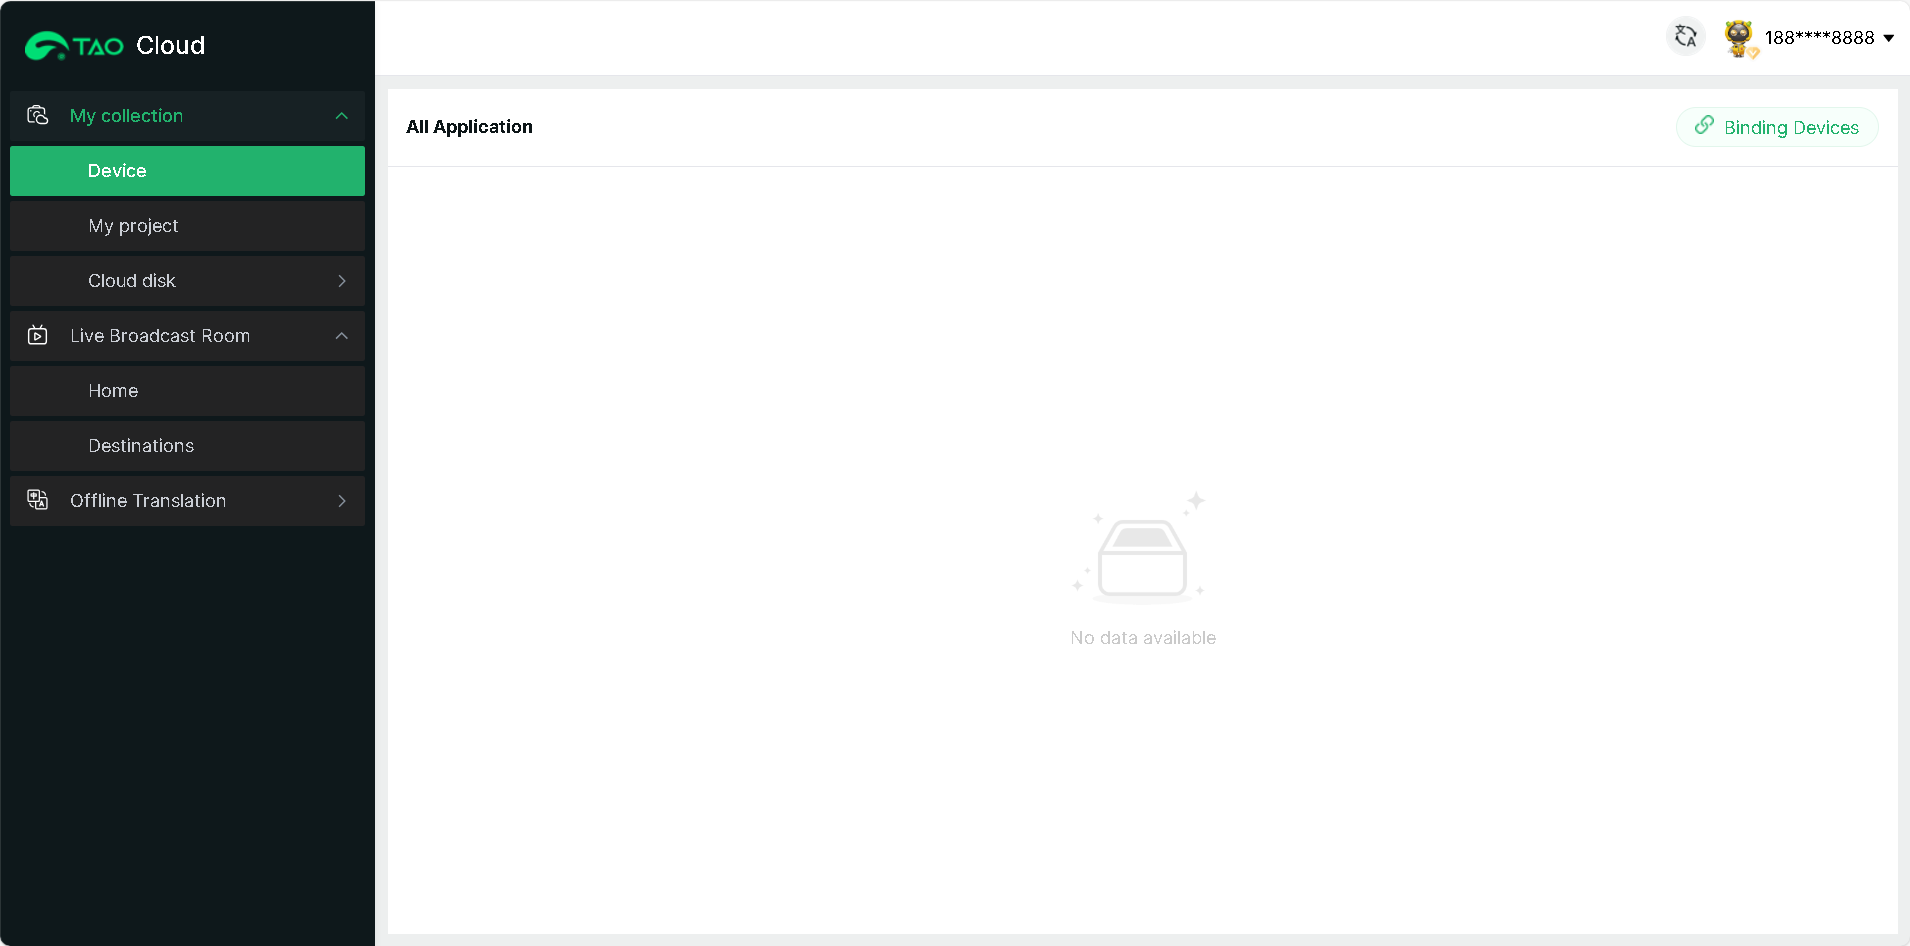 TAO Cloud
188****8888
My collection
Device
My project
Cloud disk
Live Broadcast Room
Home
Destinations
Offline Translation
All Application
Binding Devices
No data available